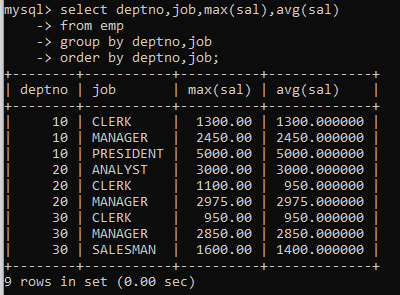 mysql> select deptno,job,max(sal),avg(sal)
    -> from emp
    -> group by deptno,job
    -> order by deptno,job;
+--------+-----------+----------+-------------+
| deptno | job       | max(sal) | avg(sal)    |
+--------+-----------+----------+-------------+
|     10 | CLERK     |  1300.00 | 1300.000000 |
|     10 | MANAGER   |  2450.00 | 2450.000000 |
|     10 | PRESIDENT |  5000.00 | 5000.000000 |
|     20 | ANALYST   |  3000.00 | 3000.000000 |
|     20 | CLERK     |  1100.00 |  950.000000 |
|     20 | MANAGER   |  2975.00 | 2975.000000 |
|     30 | CLERK     |   950.00 |  950.000000 |
|     30 | MANAGER   |  2850.00 | 2850.000000 |
|     30 | SALESMAN  |  1600.00 | 1400.000000 |
+--------+-----------+----------+-------------+
9 rows in set (0.00 sec)